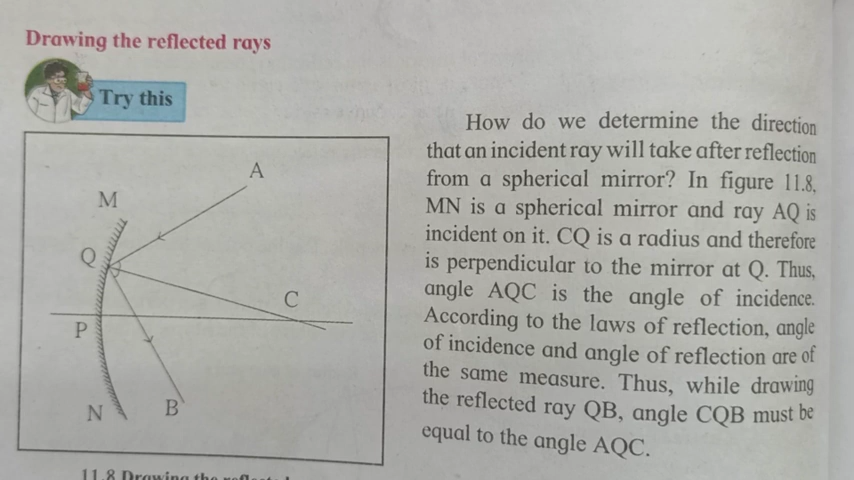 Drawing the reflected rays
Try this
A
M
Q
C
P
N
B
How do we determine the direction
that an incident ray will take after reflection
from a spherical mirror? In figure 11.8,
MN is a spherical mirror and ray AQ is
incident on it. CQ is a radius and therefore
is perpendicular to the mirror at Q. Thus,
angle AQC is the angle of incidence.
According to the laws of reflection, angle
of incidence and angle of reflection are of
the same measure. Thus, while drawing
the reflected ray QB, angle CQB must be
equal to the angle AQC.
11.8 Drawing the